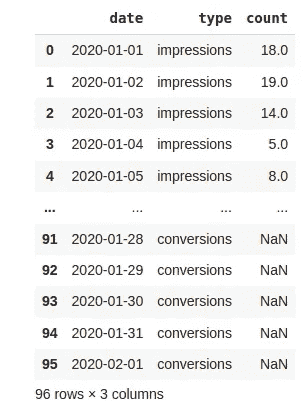 date type count
0 2020-01-01 impressions 18.0
1 2020-01-02 impressions 19.0
2 2020-01-03 impressions 14.0
3 2020-01-04 impressions 5.0
4 2020-01-05 impressions 8.0
... ... ... ...
91 2020-01-28 conversions NaN
92 2020-01-29 conversions NaN
93 2020-01-30 conversions NaN
94 2020-01-31 conversions NaN
95 2020-02-01 conversions NaN
96 rows × 3 columns